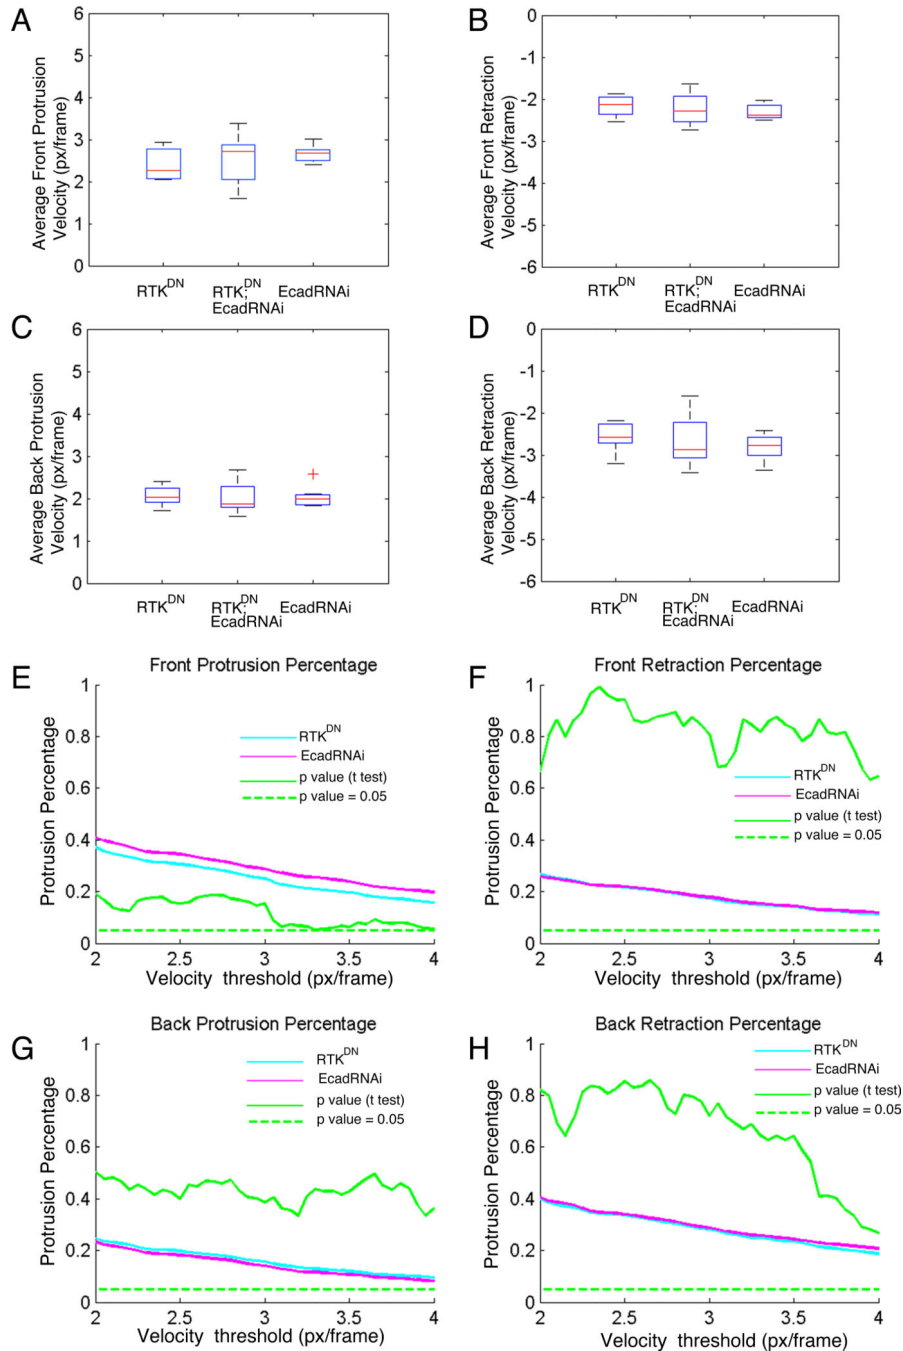 A
Average Front Protrusion
Velocity (px/frame)
6
5
4
3
2
1
0
RTK^DN
RTK^DN;
EcadRNAi
EcadRNAi
B
Average Front Retraction
Velocity (px/frame)
0
-1
-2
-3
-4
-5
-6
RTK^DN
RTK^DN;
EcadRNAi
EcadRNAi
C
Average Back Protrusion
Velocity (px/frame)
6
5
4
3
2
1
0
RTK^DN
RTK^DN;
EcadRNAi
EcadRNAi
D
Average Back Retraction
Velocity (px/frame)
0
-1
-2
-3
-4
-5
-6
RTK^DN
RTK^DN;
EcadRNAi
EcadRNAi
E
Front Protrusion Percentage
Protrusion Percentage
1
0.8
0.6
0.4
0.2
0
RTK^DN
EcadRNAi
p value (t test)
p value = 0.05
2 2.5 3 3.5 4
Velocity threshold (px/frame)
F
Front Retraction Percentage
Protrusion Percentage
1
0.8
0.6
0.4
0.2
0
RTK^DN
EcadRNAi
p value (t test)
p value = 0.05
2 2.5 3 3.5 4
Velocity threshold (px/frame)
G
Back Protrusion Percentage
Protrusion Percentage
1
0.8
0.6
0.4
0.2
0
RTK^DN
EcadRNAi
p value (t test)
p value = 0.05
2 2.5 3 3.5 4
Velocity threshold (px/frame)
H
Back Retraction Percentage
Protrusion Percentage
1
0.8
0.6
0.4
0.2
0
RTK^DN
EcadRNAi
p value (t test)
p value = 0.05
2 2.5 3 3.5 4
Velocity threshold (px/frame)